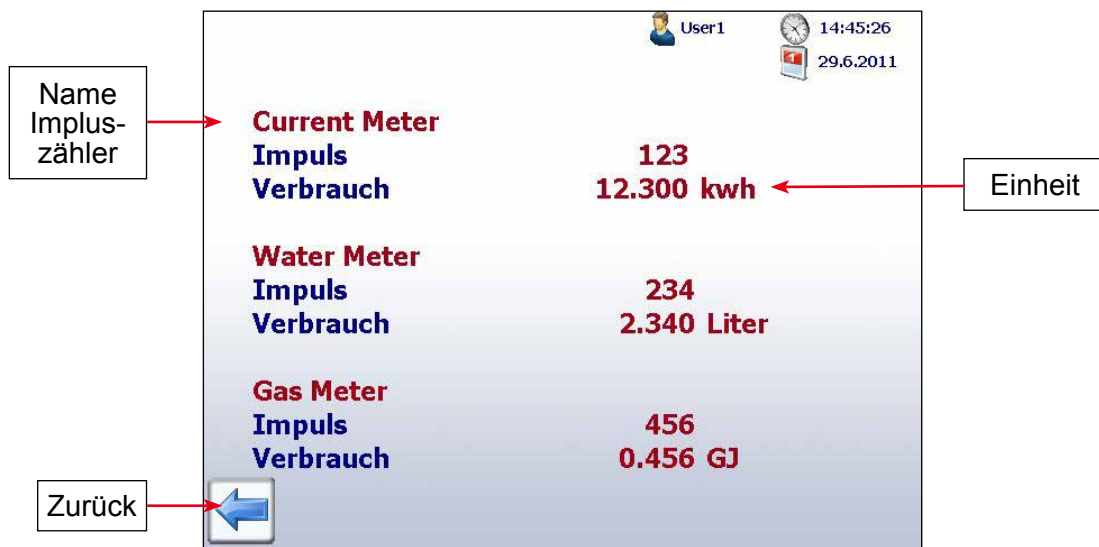 User1
14:45:26
29.6.2011
Name
Implus-
zähler
Current Meter
Impuls 123
Verbrauch 12.300 kwh
Einheit
Water Meter
Impuls 234
Verbrauch 2.340 Liter
Gas Meter
Impuls 456
Verbrauch 0.456 GJ
Zurück